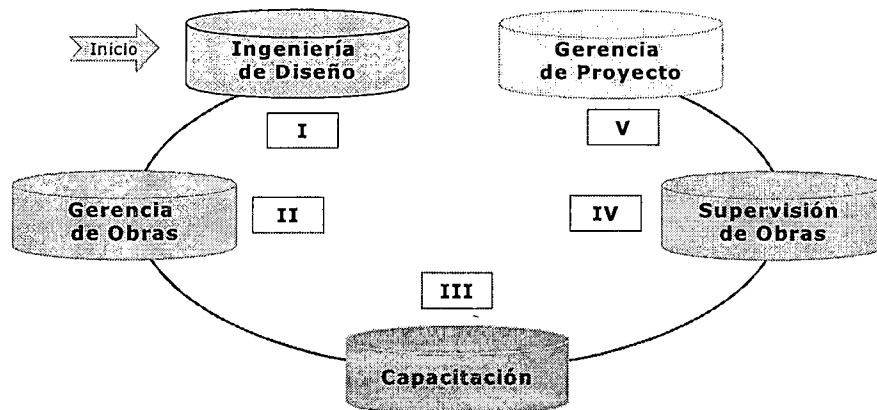 Inicio
Ingeniería
de Diseño
Gerencia
de Proyecto
I
V
Gerencia
de Obras
II
IV
Supervisión
de Obras
III
Capacitación